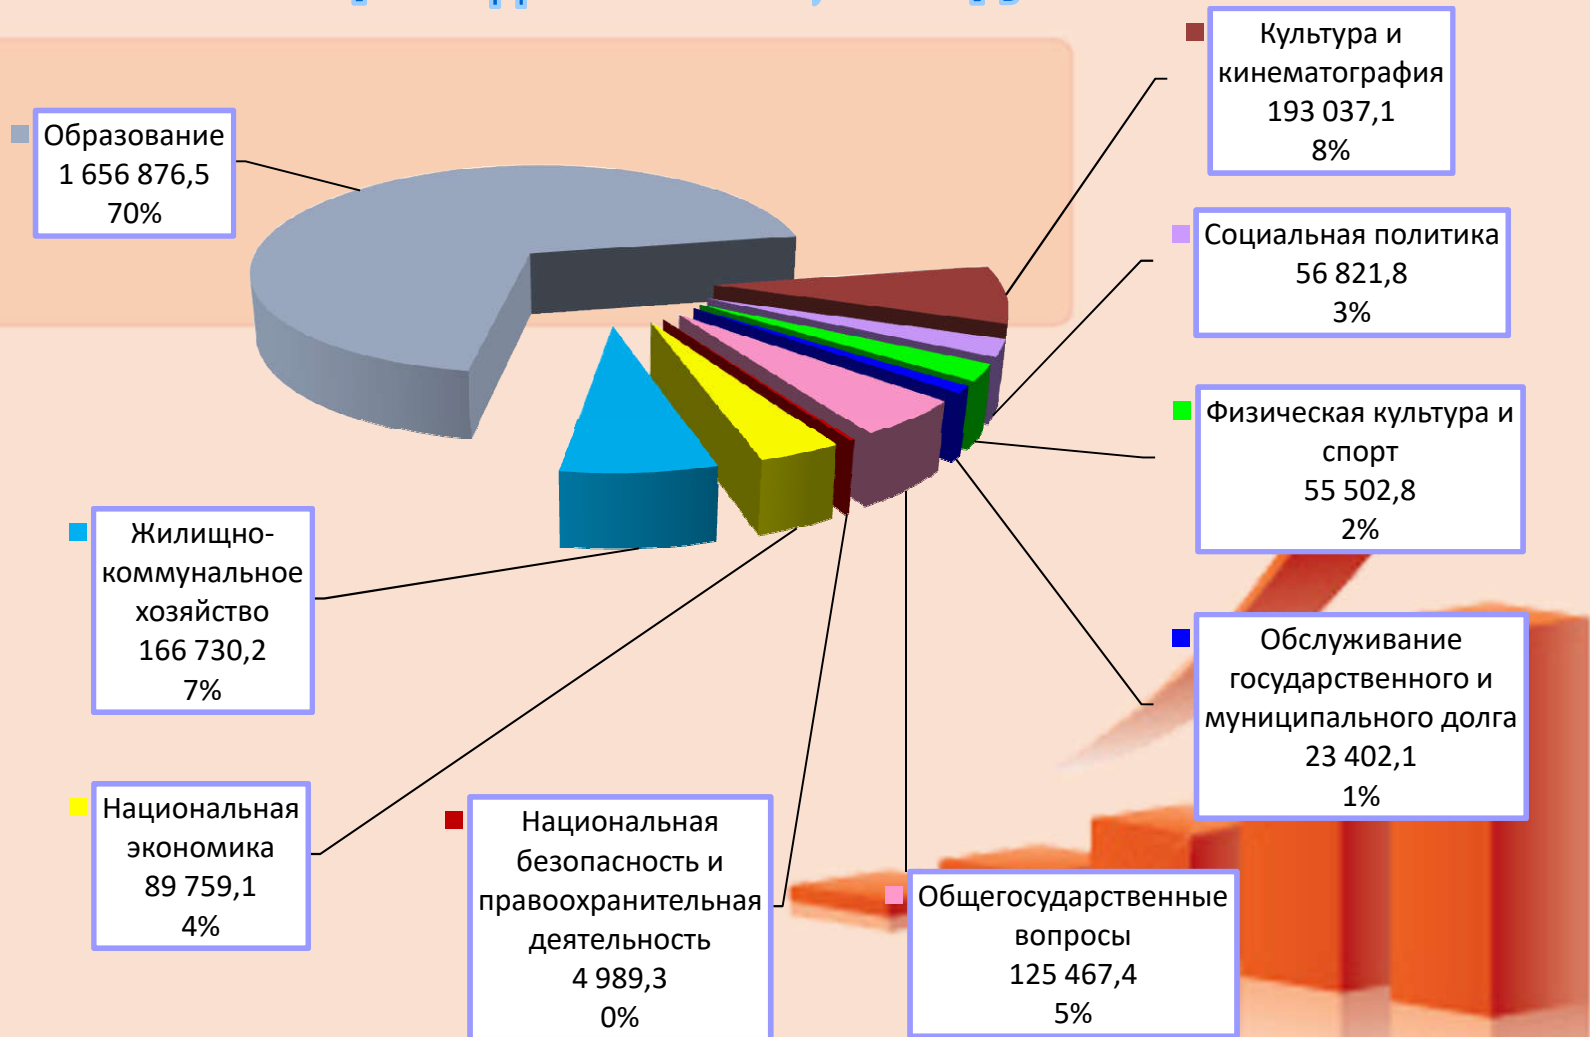 Образование
1 656 876,5
70%
Культура и
кинематография
193 037,1
8%
Социальная политика
56 821,8
3%
Физическая культура и
спорт
55 502,8
2%
Обслуживание
государственного и
муниципального долга
23 402,1
1%
Общегосударственные
вопросы
125 467,4
5%
Национальная
безопасность и
правоохранительная
деятельность
4 989,3
0%
Национальная
экономика
89 759,1
4%
Жилищно-
коммунальное
хозяйство
166 730,2
7%